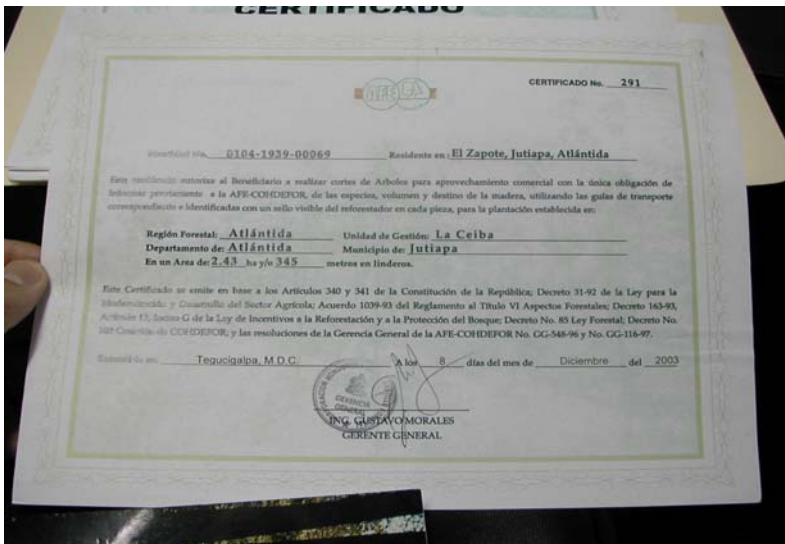 CERTIFICADO
CERTIFICADO No. 291
Identidad No. 0104-1939-00069 Residente en: El Zapote, Jutiapa, Atlántida
Este certificado autoriza al Beneficiario a realizar cortes de Arboles para aprovechamiento comercial con la única obligación de
informar previamente a la AFE-COHDEFOR, de las especies, volumen y destino de la madera, utilizando las guías de transporte
correspondiente e identificadas con un sello visible del reforestador en cada pieza, para la plantación establecida en:
Región Forestal: Atlántida Unidad de Gestión: La Ceiba
Departamento de: Atlántida Municipio de: Jutiapa
En un Area de: 2.43 ha y/o 345 metros en linderos.
Este Certificado se emite en base a los Artículos 340 y 341 de la Constitución de la República; Decreto 31-92 de la Ley para la
Modernización y Desarrollo del Sector Agrícola; Acuerdo 1039-93 del Reglamento al Título VI Aspectos Forestales; Decreto 163-93,
Artículo 13, Inciso G de la Ley de Incentivos a la Reforestación y a la Protección del Bosque; Decreto No. 85 Ley Forestal; Decreto No.
103 Creación de COHDEFOR; y las resoluciones de la Gerencia General de la AFE-COHDEFOR No. GG-548-96 y No. GG-116-97.
Tegucigalpa, M.D.C. A los 8 días del mes de Diciembre del 2003
GERENCIA
GENERAL
ING. GUSTAVO MORALES
GERENTE GENERAL